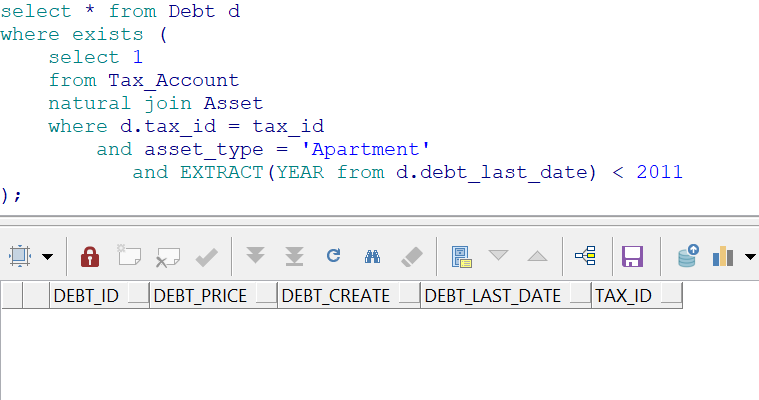 select * from Debt d
where exists (
    select 1
    from Tax_Account
    natural join Asset
    where d.tax_id = tax_id
        and asset_type = 'Apartment'
           and EXTRACT(YEAR from d.debt_last_date) < 2011
);
DEBT_ID DEBT_PRICE DEBT_CREATE DEBT_LAST_DATE TAX_ID